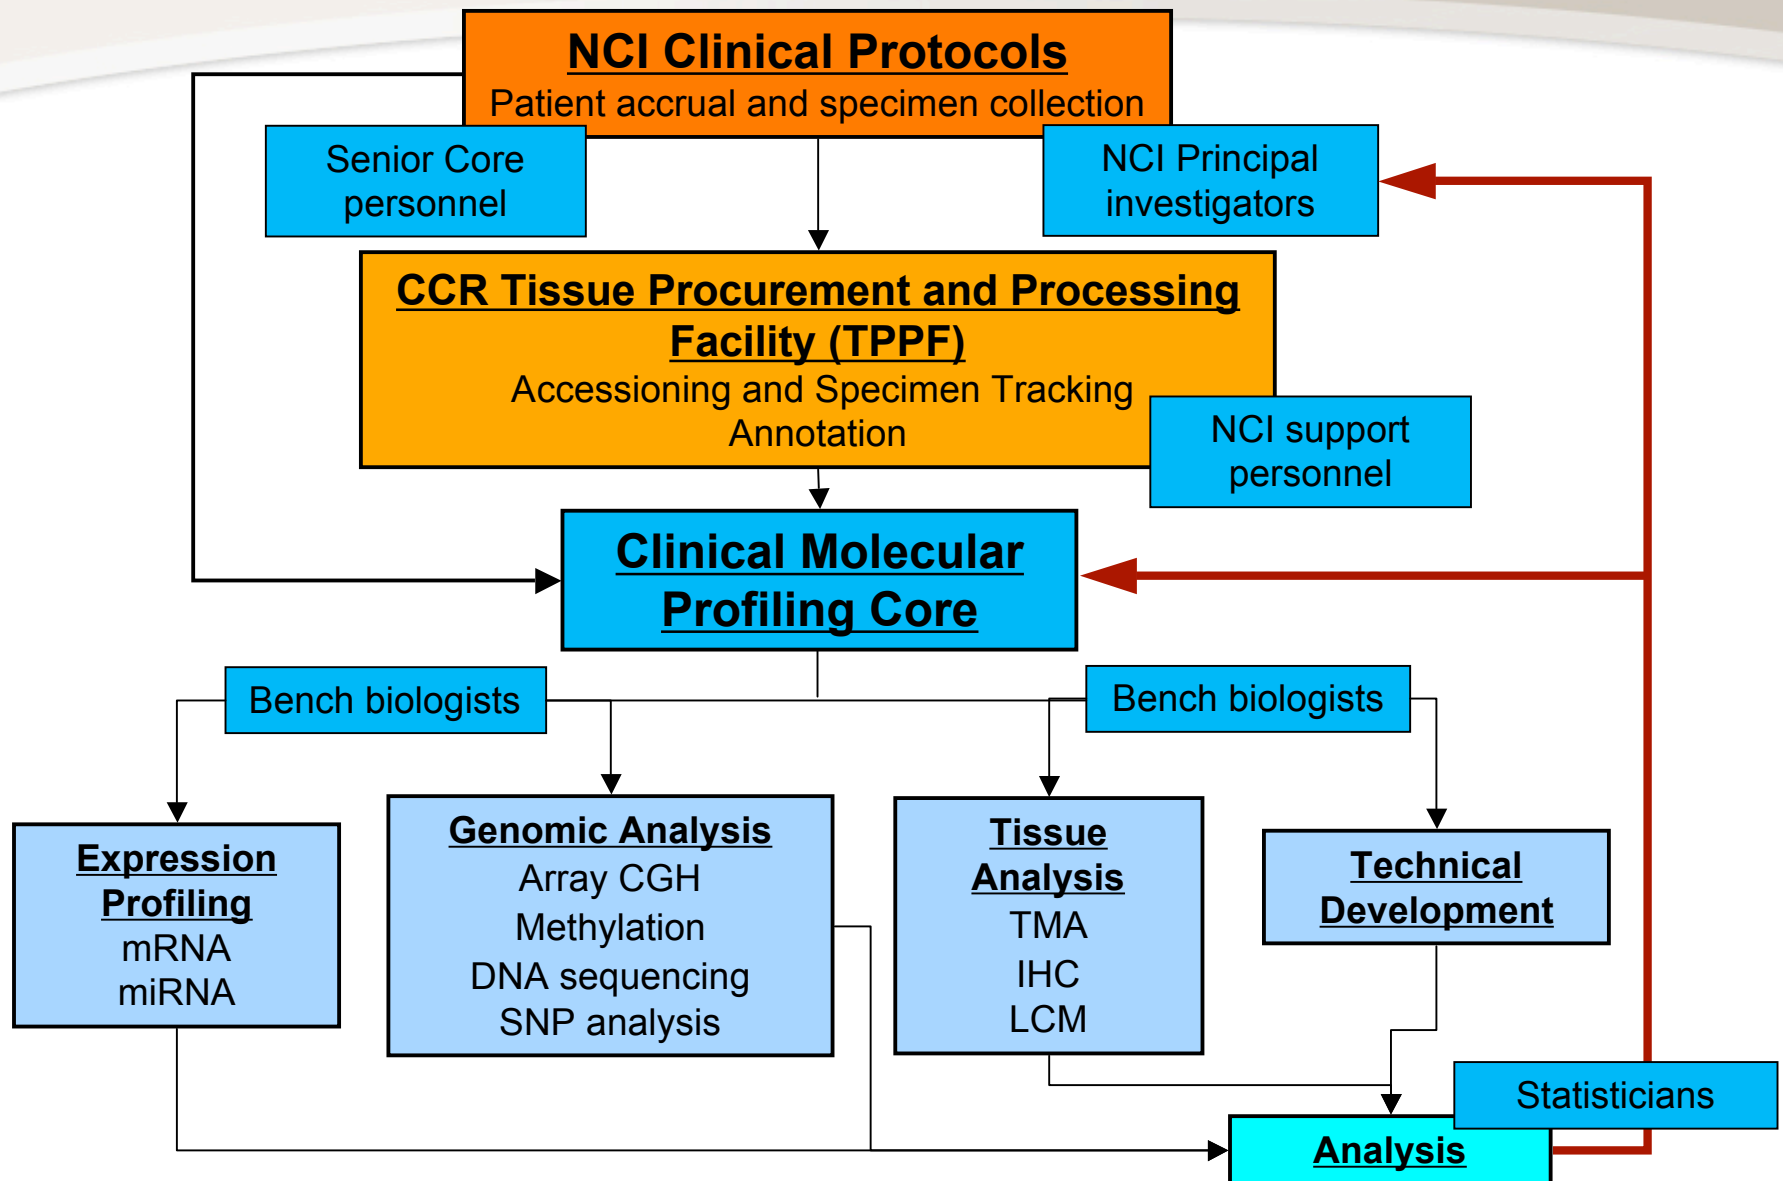 NCI Clinical Protocols
Patient accrual and specimen collection
Senior Core
personnel
NCI Principal
investigators
CCR Tissue Procurement and Processing
Facility (TPPF)
Accessioning and Specimen Tracking
Annotation
NCI support
personnel
Clinical Molecular
Profiling Core
Bench biologists
Bench biologists
Expression
Profiling
mRNA
miRNA
Genomic Analysis
Array CGH
Methylation
DNA sequencing
SNP analysis
Tissue
Analysis
TMA
IHC
LCM
Technical
Development
Statisticians
Analysis